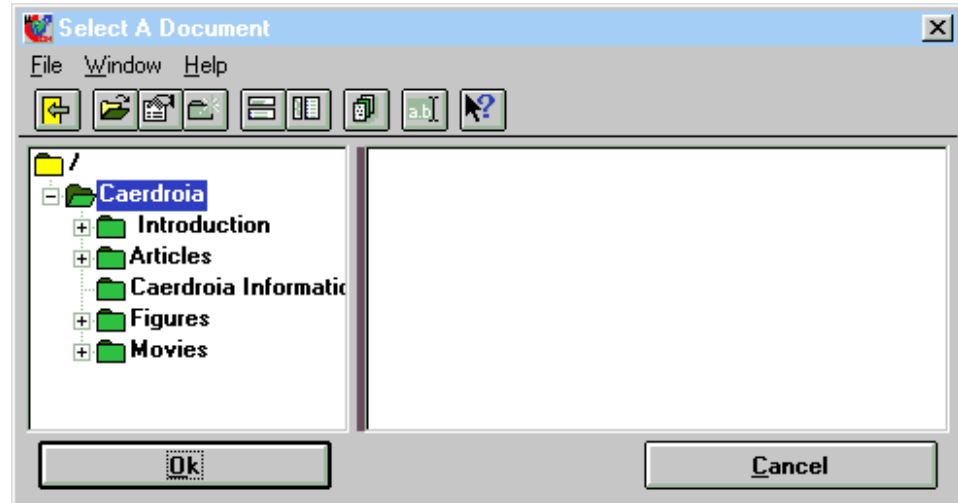 Select A Document
File Window Help
a.b
/
Caerdroia
Introduction
Articles
Caerdroia Informatic
Figures
Movies
Ok Cancel